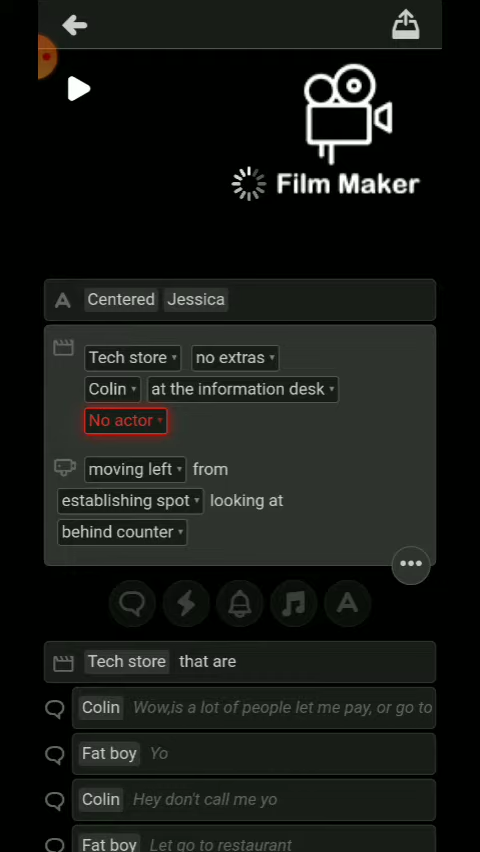 Film Maker
A Centered Jessica
Tech store no extras
Colin at the information desk
No actor
moving left from
establishing spot looking at
behind counter
A
Tech store that are
Colin Wow,is a lot of people let me pay, or go to
Fat boy Yo
Colin Hey don't call me yo
Fat boy Let go to restaurant